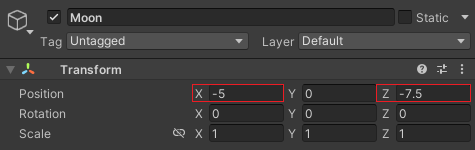 Moon Static
Tag Untagged Layer Default
Transform
Position X -5 Y 0 Z -7.5
Rotation X 0 Y 0 Z 0
Scale X 1 Y 1 Z 1